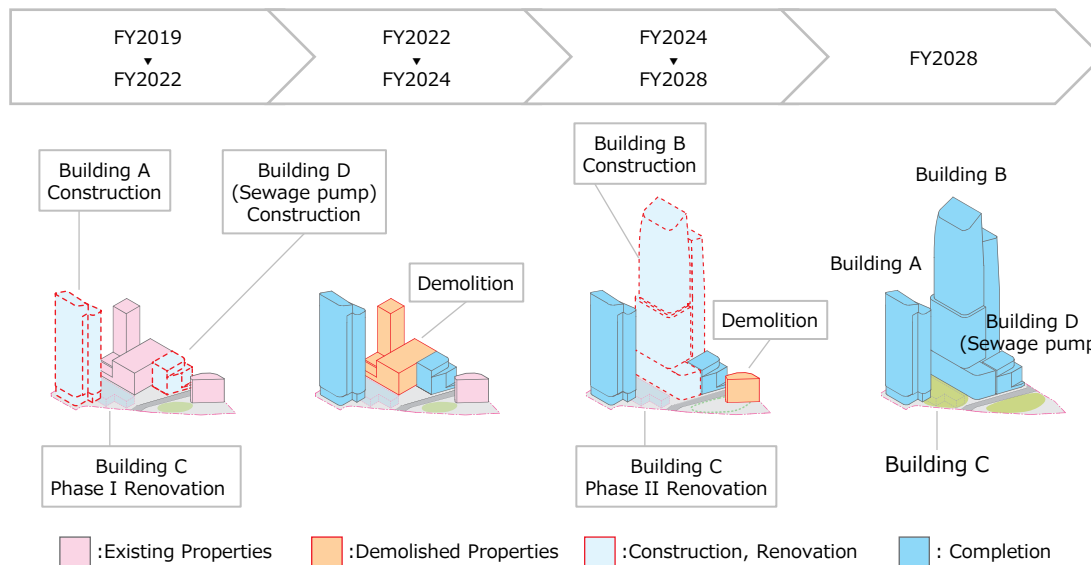 FY2019
▼
FY2022
FY2022
▼
FY2024
FY2024
▼
FY2028
FY2028
Building A
Construction
Building D
(Sewage pump)
Construction
Building C
Phase I Renovation
Demolition
Building B
Construction
Demolition
Building C
Phase II Renovation
Building B
Building A
Building D
(Sewage pump
Building C
:Existing Properties
:Demolished Properties
:Construction, Renovation
: Completion